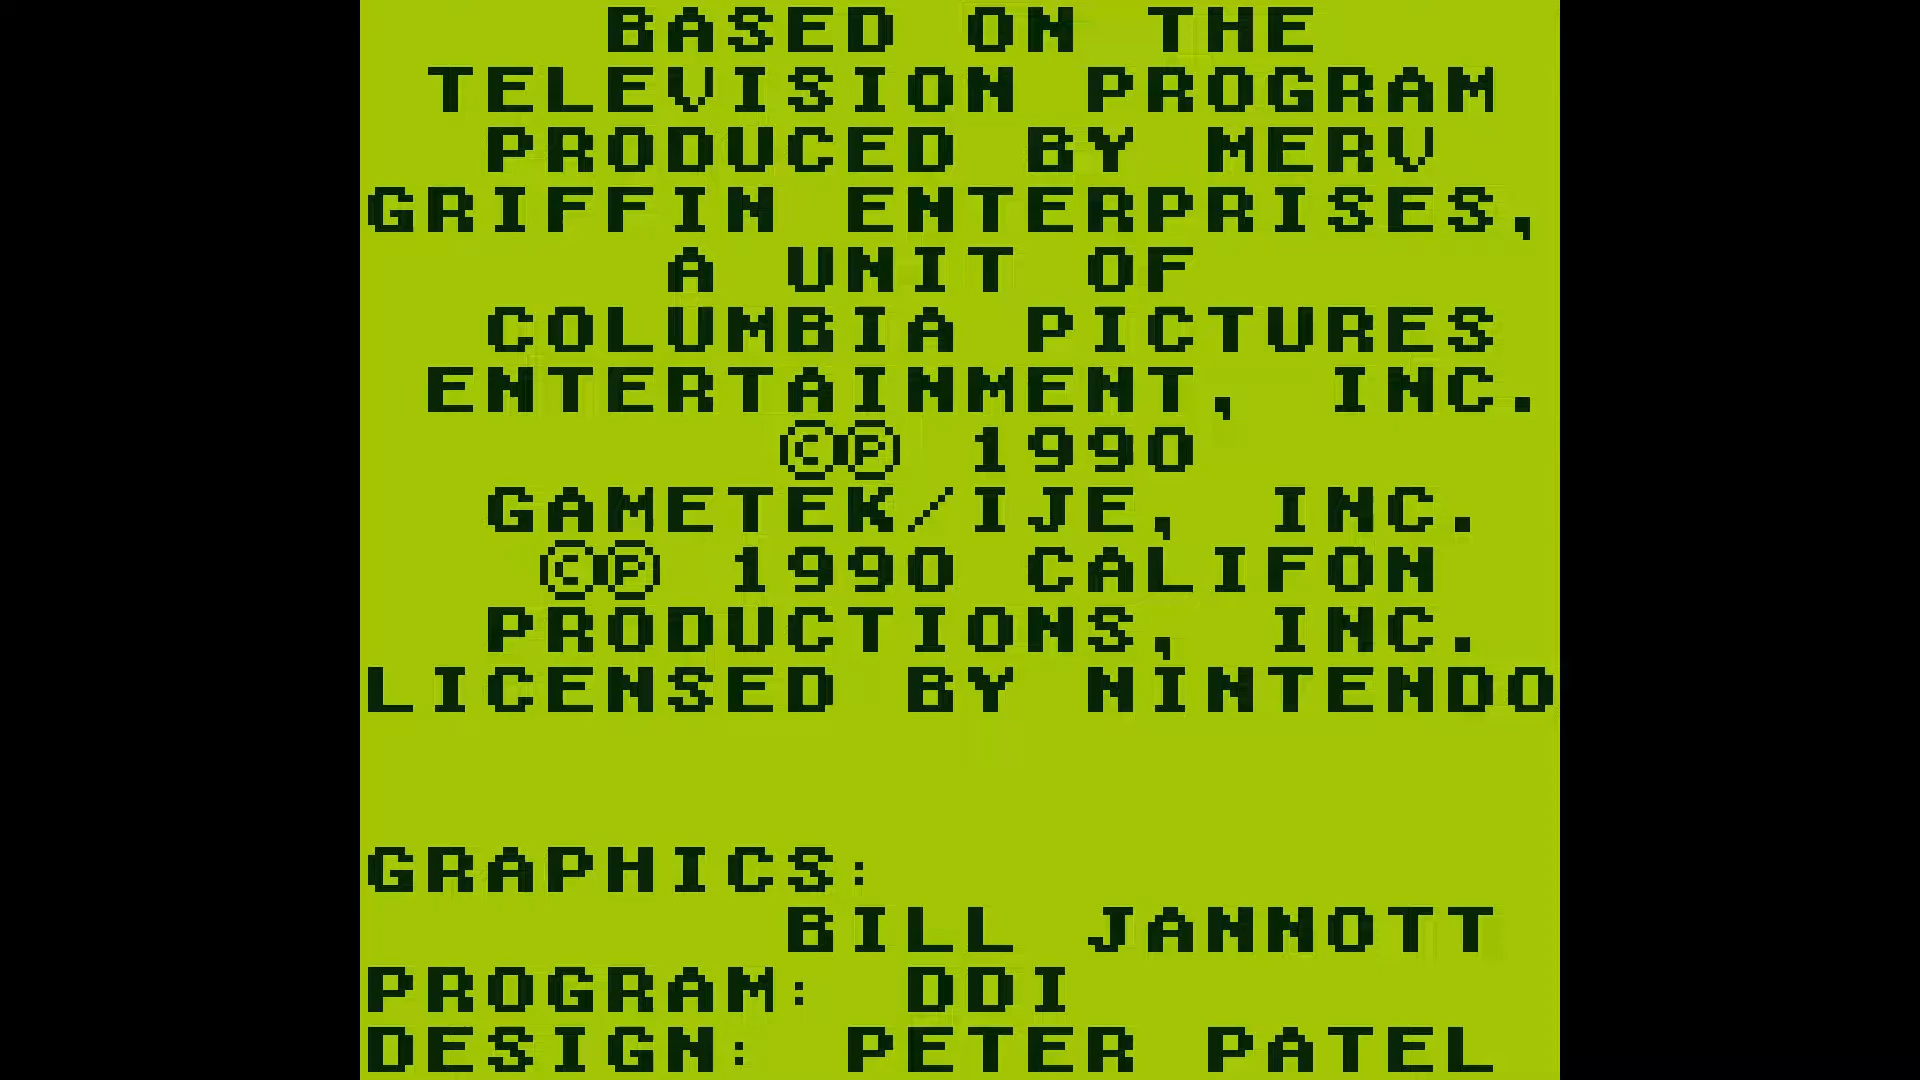 BASED ON THE
TELEVISION PROGRAM
PRODUCED BY MERV
GRIFFIN ENTERPRISES,
A UNIT OF
COLUMBIA PICTURES
ENTERTAINMENT, INC.
©℗ 1990
GAMETEK/IJE, INC.
©℗ 1990 CALIFON
PRODUCTIONS, INC.
LICENSED BY NINTENDO
GRAPHICS:
BILL JANNOTT
PROGRAM: DDI
DESIGN: PETER PATEL